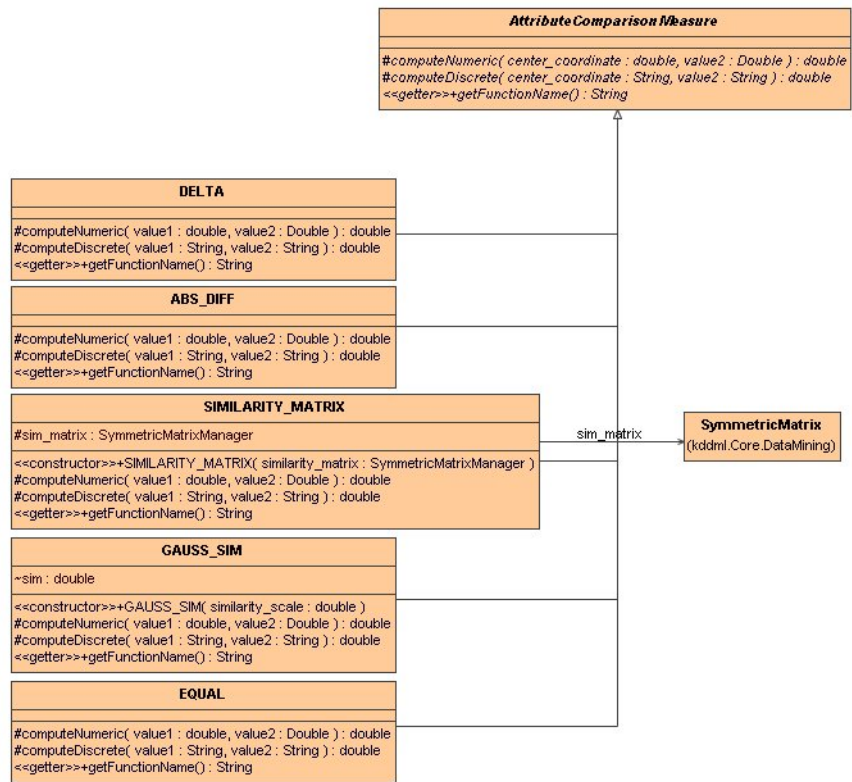 AttributeComparisonMeasure
#computeNumeric( center_coordinate : double, value2 : Double ) : double
#computeDiscrete( center_coordinate : String, value2 : String ) : double
<<getter>>+getFunctionName() : String
DELTA
#computeNumeric( value1 : double, value2 : Double ) : double
#computeDiscrete( value1 : String, value2 : String ) : double
<<getter>>+getFunctionName() : String
ABS_DIFF
#computeNumeric( value1 : double, value2 : Double ) : double
#computeDiscrete( value1 : String, value2 : String ) : double
<<getter>>+getFunctionName() : String
SIMILARITY_MATRIX
#sim_matrix : SymmetricMatrixManager
<<constructor>>+SIMILARITY_MATRIX( similarity_matrix : SymmetricMatrixManager )
#computeNumeric( value1 : double, value2 : Double ) : double
#computeDiscrete( value1 : String, value2 : String ) : double
<<getter>>+getFunctionName() : String
sim_matrix
SymmetricMatrix
(kddml.Core.DataMining)
GAUSS_SIM
~sim : double
<<constructor>>+GAUSS_SIM( similarity_scale : double )
#computeNumeric( value1 : double, value2 : Double ) : double
#computeDiscrete( value1 : String, value2 : String ) : double
<<getter>>+getFunctionName() : String
EQUAL
#computeNumeric( value1 : double, value2 : Double ) : double
#computeDiscrete( value1 : String, value2 : String ) : double
<<getter>>+getFunctionName() : String